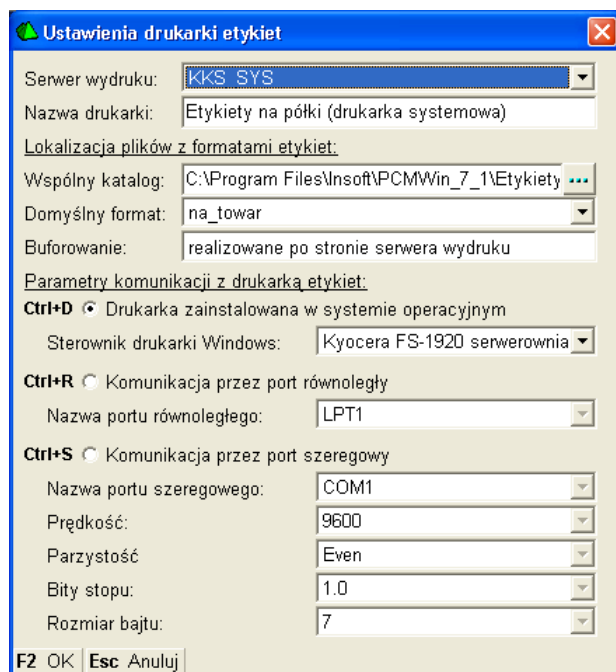 Ustawienia drukarki etykiet
Serwer wydruku: KKS_SYS
Nazwa drukarki: Etykiety na półki (drukarka systemowa)
Lokalizacja plików z formatami etykiet:
Wspólny katalog: C:\Program Files\Insoft\PCMWin_7_1\Etykiety ...
Domyślny format: na_towar
Buforowanie: realizowane po stronie serwera wydruku
Parametry komunikacji z drukarką etykiet:
Ctrl+D Drukarka zainstalowana w systemie operacyjnym
Sterownik drukarki Windows: Kyocera FS-1920 serwerownia
Ctrl+R Komunikacja przez port równoległy
Nazwa portu równoległego: LPT1
Ctrl+S Komunikacja przez port szeregowy
Nazwa portu szeregowego: COM1
Prędkość: 9600
Parzystość Even
Bity stopu: 1.0
Rozmiar bajtu: 7
F2 OK Esc Anuluj